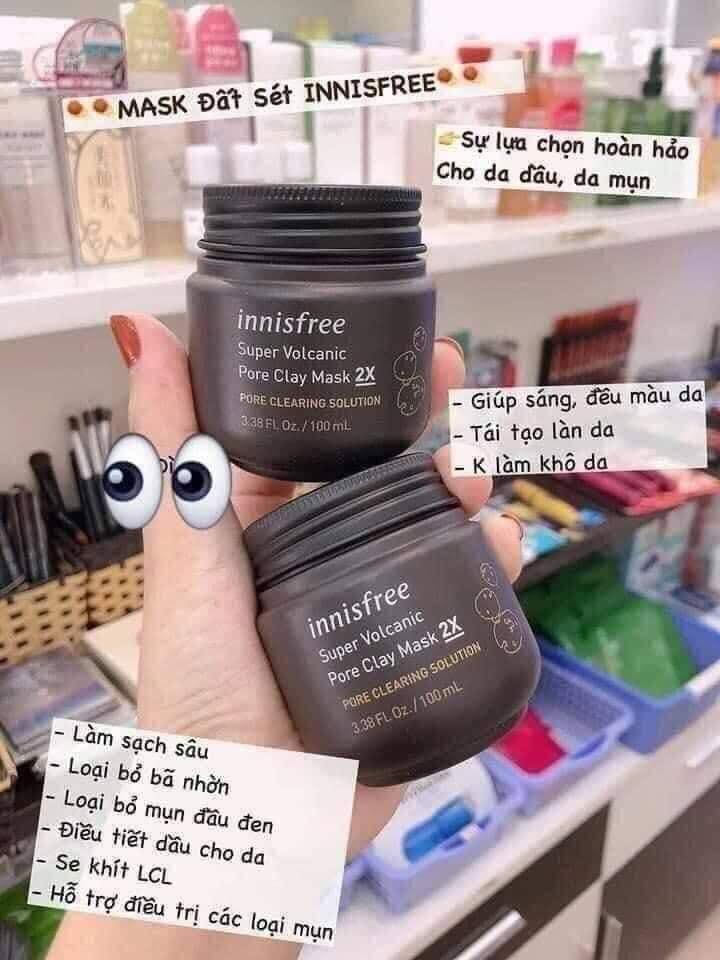 MASK Đất Sét INNISFREE
👉Sự lựa chọn hoàn hảo
Cho da dầu, da mụn
innisfree
Super Volcanic
Pore Clay Mask 2X
PORE CLEARING SOLUTION
3.38 FL. Oz. / 100 mL
- Giúp sáng, đều màu da
- Tái tạo làn da
- K làm khô da
innisfree
Super Volcanic
Pore Clay Mask 2X
PORE CLEARING SOLUTION
3.38 FL. Oz. / 100 mL
- Làm sạch sâu
- Loại bỏ bã nhờn
- Loại bỏ mụn đầu đen
- Điều tiết dầu cho da
- Se khít LCL
- Hỗ trợ điều trị các loại mụn